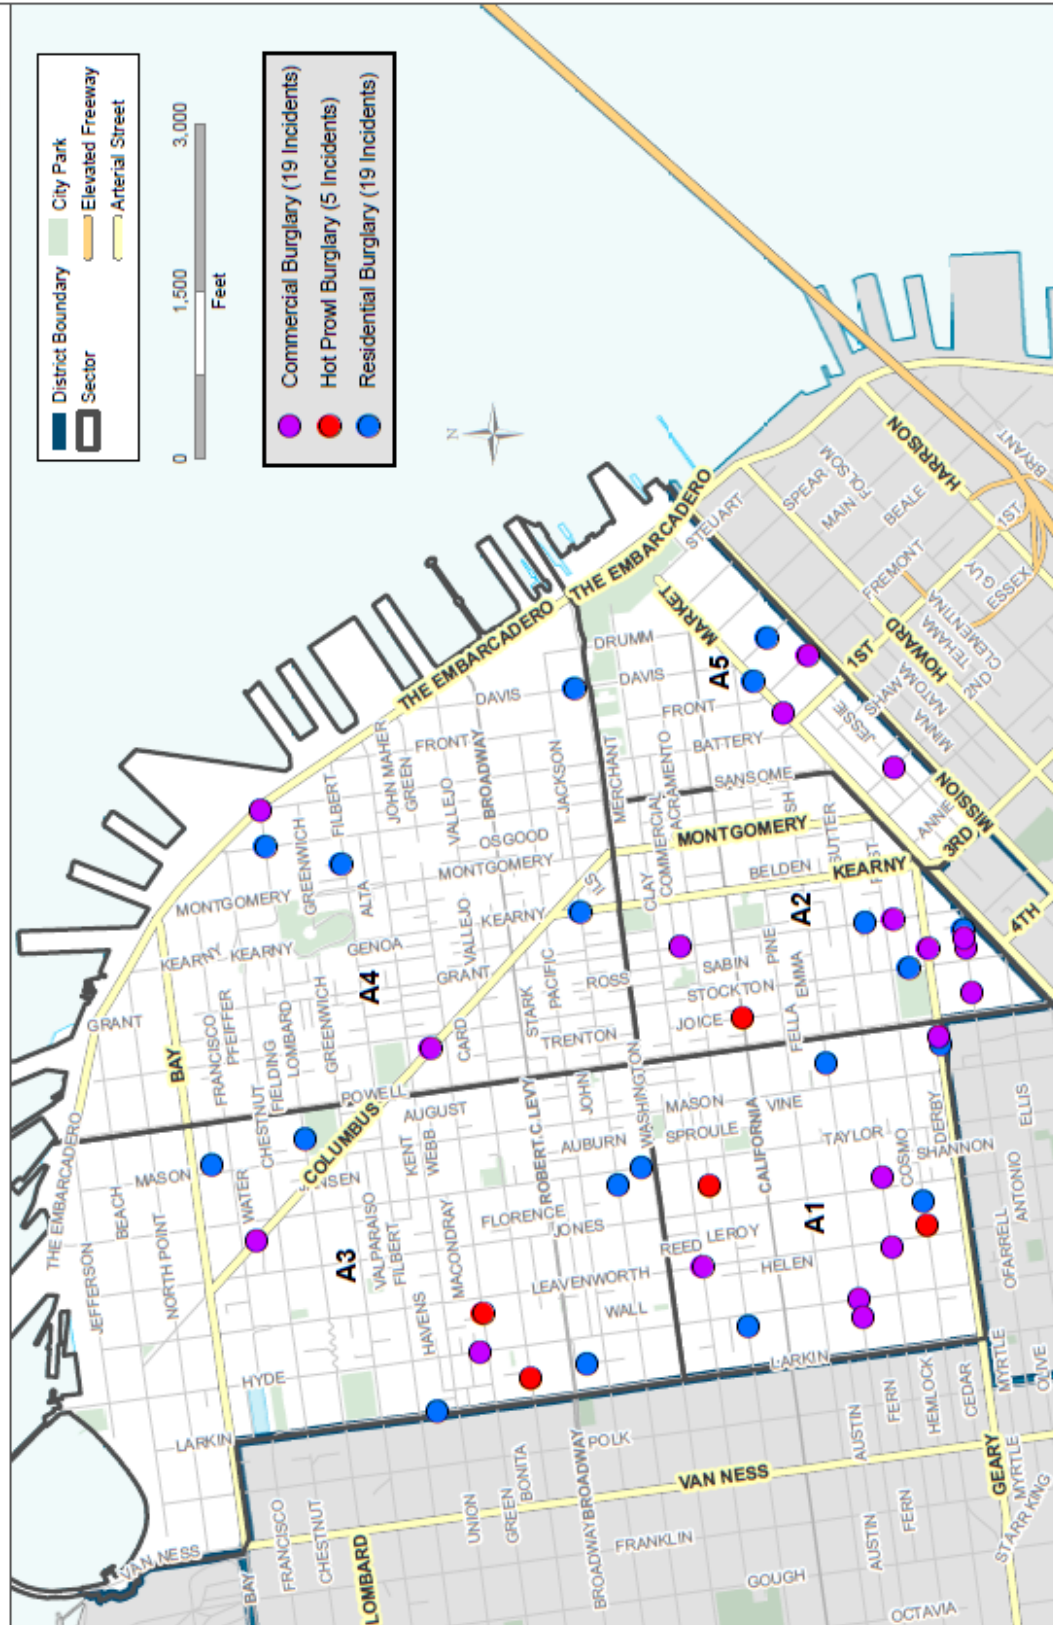 District Boundary
City Park
Sector
Elevated Freeway
Arterial Street
0
1,500
3,000
Feet
Commercial Burglary (19 Incidents)
Hot Prowl Burglary (5 Incidents)
Residential Burglary (19 Incidents)
N
THE EMBARCADERO
THE EMBARCADERO
THE EMBARCADERO
JEFFERSON
BEACH
NORTH POINT
BAY
MASON
GRANT
KEARNY
KEARNY
MONTGOMERY
FRANCISCO
PFEIFFER
CHESTNUT
FIELDING
LOMBARD
GREENWICH
GREENWICH
WATER
POWELL
COLUMBUS
JANSEN
VALPARAISO
FILBERT
KENT
WEBB
AUGUST
MACONDRAY
HAVENS
HYDE
LARKIN
VAN NESS
BAY
FRANCISCO
CHESTNUT
LOMBARD
A3
A4
ALTA
FILBERT
GENOA
JOHN MAHER
GREEN
VALLEJO
VALLEJO
BROADWAY
FRONT
DAVIS
OSGOOD
MONTGOMERY
KEARNY
GRANT
CARD
JACKSON
ILS
PACIFIC
STARK
ROSS
TRENTON
ROBERT C LEVY
JOHN
WASHINGTON
AUBURN
FLORENCE
JONES
LEAVENWORTH
WALL
REED
LEROY
HELEN
LARKIN
MASON
SPROULE
VINE
CALIFORNIA
TAYLOR
COSMO
DERBY
SHANNON
A1
MERCHANT
CLAY
COMMERCIAL
SACRAMENTO
DRUMM
DAVIS
FRONT
BATTERY
SANSOME
MONTGOMERY
BELDEN
KEARNY
SUTTER
A2
A5
SABIN
PINE
STOCKTON
JOICE
EMMA
FELLA
MARKET
STEUART
SPEAR
MAIN
FOLSOM
BEALE
HARRISON
FREMONT
1ST
1ST
GUY
ESSEX
BRYANT
HOWARD
CLEMENTINA
TEHAMA
NATOMA
2ND
MINNA
SHAW
JESSIE
MISSION
ANNIE
3RD
4TH
ELLIS
ANTONIO
OFARRELL
MYRTLE
OLIVE
CEDAR
HEMLOCK
FERN
AUSTIN
GEARY
MYRTLE
STARR KING
VAN NESS
POLK
UNION
GREEN
BONITA
BROADWAY
BROADWAY
FRANKLIN
GOUGH
AUSTIN
FERN
OCTAVIA